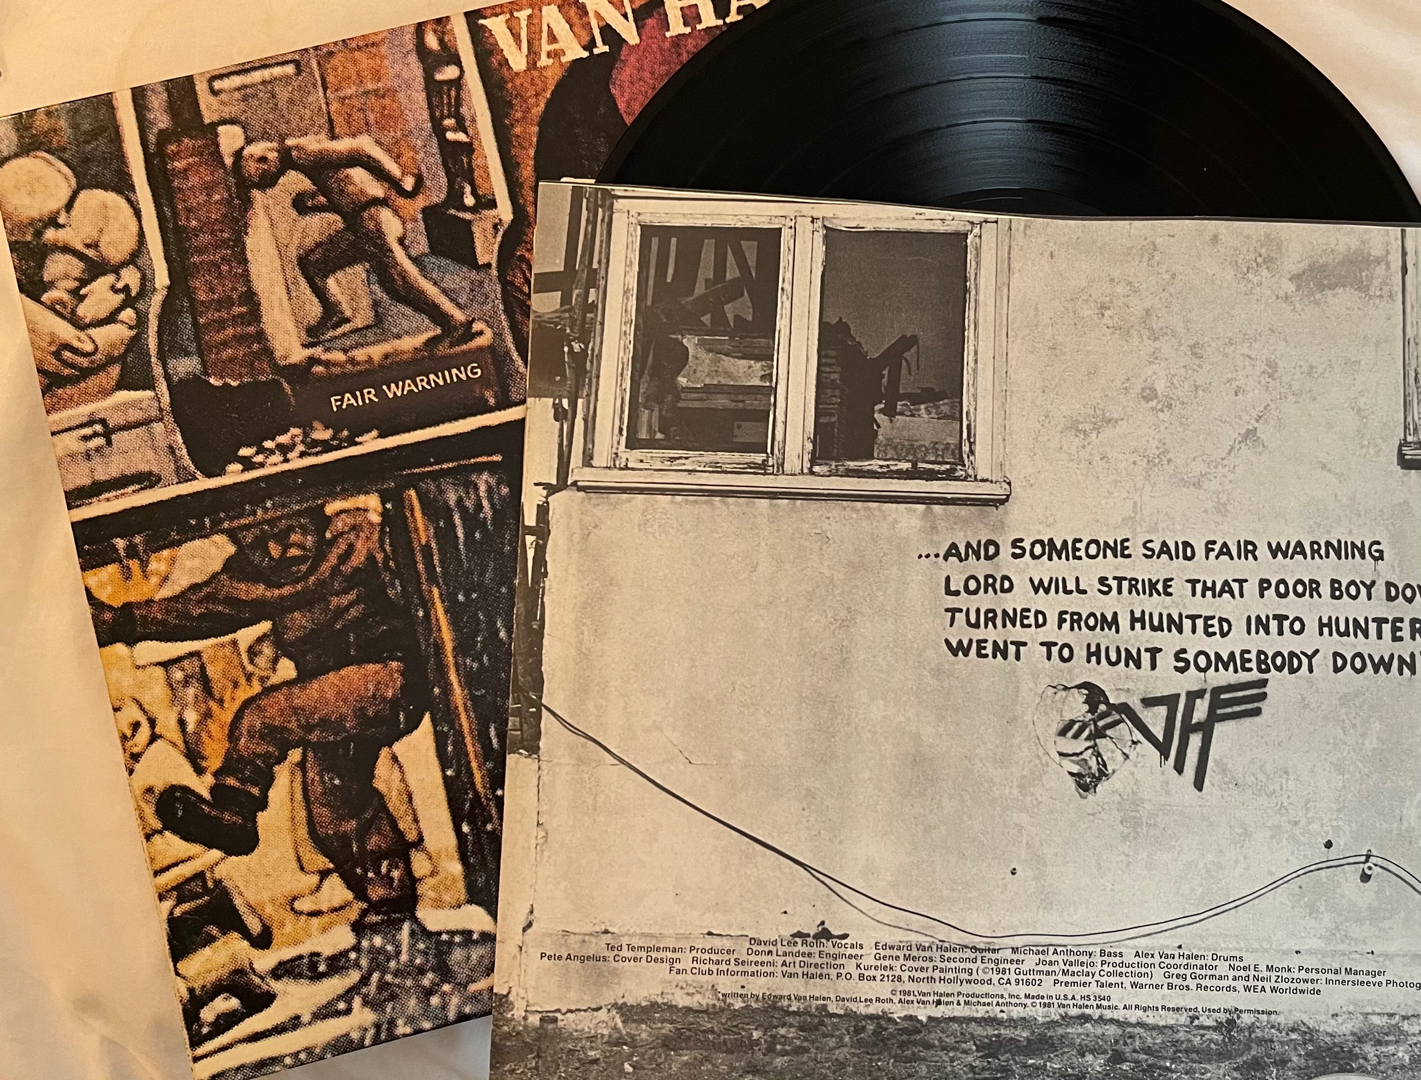 VAN HA
FAIR WARNING
...AND SOMEONE SAID FAIR WARNING
LORD WILL STRIKE THAT POOR BOY DOW
TURNED FROM HUNTED INTO HUNTER
WENT TO HUNT SOMEBODY DOWN
VH
David Lee Roth: Vocals Edward Van Halen: Guitar Michael Anthony: Bass Alex Van Halen: Drums
Ted Templeman: Producer Donn Landee: Engineer Gene Meros: Second Engineer Joan Vallejo: Production Coordinator Noel E. Monk: Personal Manager
Pete Angelus: Cover Design Richard Seireeni: Art Direction Kurelek: Cover Painting (©1981 Guttman/Maclay Collection) Greg Gorman and Neil Zlozower: Innersleeve Photog
Fan Club Information: Van Halen, P.O. Box 2128, North Hollywood, CA 91602 Premier Talent, Warner Bros. Records, WEA Worldwide
©1981 Van Halen Productions, Inc. Made in U.S.A. HS 3540
written by Edward Van Halen, David Lee Roth, Alex Van Halen & Michael Anthony. ©1981 Van Halen Music. All Rights Reserved. Used by Permission.